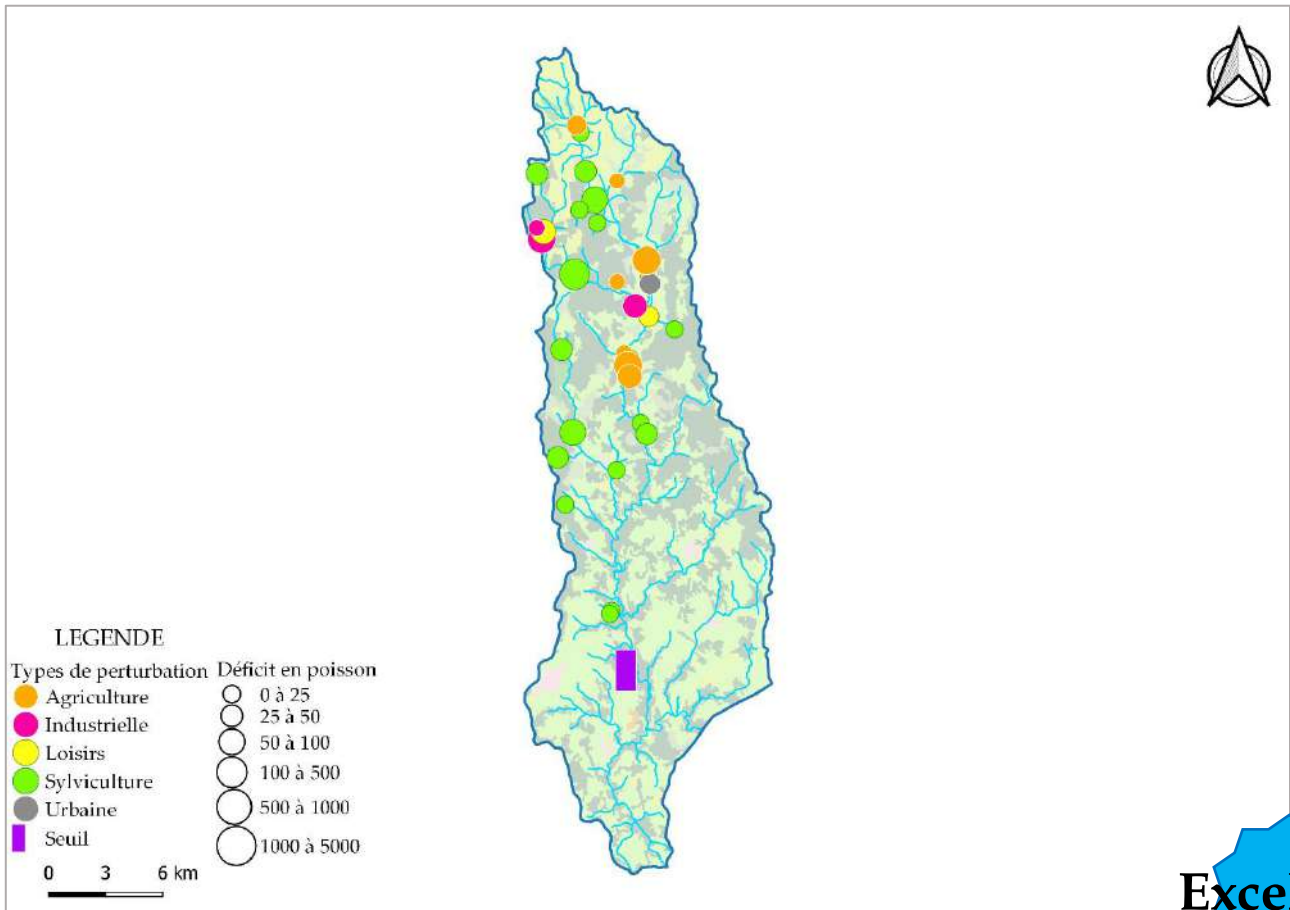 LEGENDE
Types de perturbation
Agriculture
Industrielle
Loisirs
Sylviculture
Urbaine
Seuil
Déficit en poisson
0 à 25
25 à 50
50 à 100
100 à 500
500 à 1000
1000 à 5000
0 3 6 km
Excel